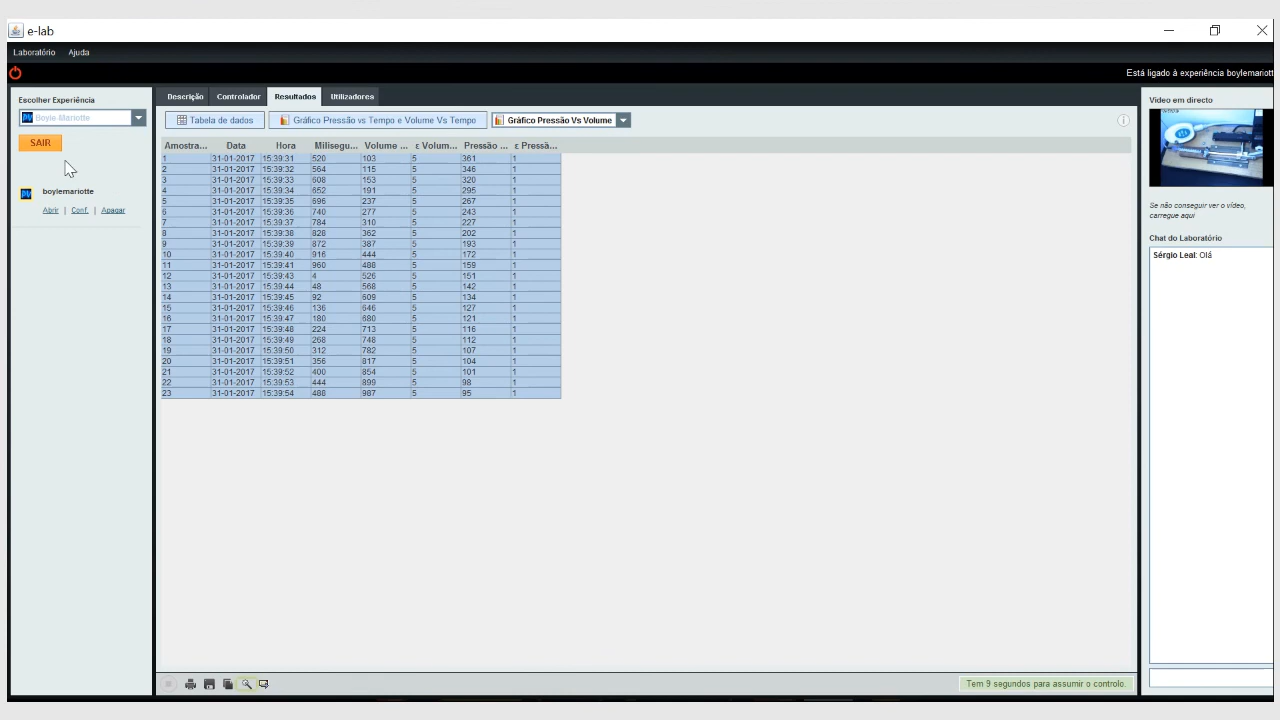 e-lab
Laboratório Ajuda
Está ligado à experiência boylemariott
Escolher Experiência
Boyle-Mariotte
SAIR
boylemariotte
Abrir | Conf. | Apagar
Descrição Controlador Resultados Utilizadores
Tabela de dados Gráfico Pressão vs Tempo e Volume Vs Tempo Gráfico Pressão Vs Volume
Amostra... Data Hora Milisegu... Volume ... ε Volum... Pressão ... ε Pressã...
1 31-01-2017 15:39:31 520 103 5 361 1
2 31-01-2017 15:39:32 564 115 5 346 1
3 31-01-2017 15:39:33 608 153 5 320 1
4 31-01-2017 15:39:34 652 191 5 295 1
5 31-01-2017 15:39:35 696 237 5 267 1
6 31-01-2017 15:39:36 740 277 5 243 1
7 31-01-2017 15:39:37 784 310 5 227 1
8 31-01-2017 15:39:38 828 362 5 202 1
9 31-01-2017 15:39:39 872 387 5 193 1
10 31-01-2017 15:39:40 916 444 5 172 1
11 31-01-2017 15:39:41 960 488 5 159 1
12 31-01-2017 15:39:43 4 526 5 151 1
13 31-01-2017 15:39:44 48 568 5 142 1
14 31-01-2017 15:39:45 92 609 5 134 1
15 31-01-2017 15:39:46 136 646 5 127 1
16 31-01-2017 15:39:47 180 680 5 121 1
17 31-01-2017 15:39:48 224 713 5 116 1
18 31-01-2017 15:39:49 268 748 5 112 1
19 31-01-2017 15:39:50 312 782 5 107 1
20 31-01-2017 15:39:51 356 817 5 104 1
21 31-01-2017 15:39:52 400 854 5 101 1
22 31-01-2017 15:39:53 444 899 5 98 1
23 31-01-2017 15:39:54 488 987 5 95 1
Tem 9 segundos para assumir o controlo.
Vídeo em directo
Se não conseguir ver o vídeo,
carregue aqui
Chat do Laboratório
Sérgio Leal: Olá